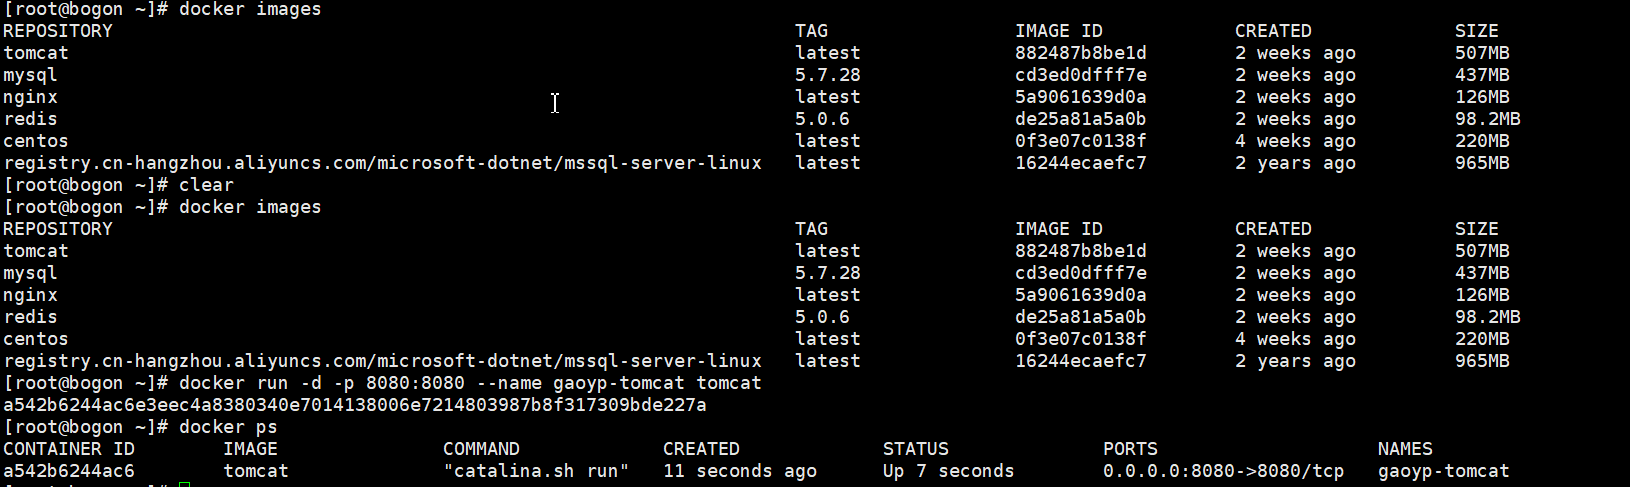 [root@bogon ~]# docker images
REPOSITORY TAG IMAGE ID CREATED SIZE
tomcat latest 882487b8be1d 2 weeks ago 507MB
mysql 5.7.28 cd3ed0dfff7e 2 weeks ago 437MB
nginx latest 5a9061639d0a 2 weeks ago 126MB
redis 5.0.6 de25a81a5a0b 2 weeks ago 98.2MB
centos latest 0f3e07c0138f 4 weeks ago 220MB
registry.cn-hangzhou.aliyuncs.com/microsoft-dotnet/mssql-server-linux latest 16244ecaefc7 2 years ago 965MB
[root@bogon ~]# clear
[root@bogon ~]# docker images
REPOSITORY TAG IMAGE ID CREATED SIZE
tomcat latest 882487b8be1d 2 weeks ago 507MB
mysql 5.7.28 cd3ed0dfff7e 2 weeks ago 437MB
nginx latest 5a9061639d0a 2 weeks ago 126MB
redis 5.0.6 de25a81a5a0b 2 weeks ago 98.2MB
centos latest 0f3e07c0138f 4 weeks ago 220MB
registry.cn-hangzhou.aliyuncs.com/microsoft-dotnet/mssql-server-linux latest 16244ecaefc7 2 years ago 965MB
[root@bogon ~]# docker run -d -p 8080:8080 --name gaoyp-tomcat tomcat
a542b6244ac6e3eec4a8380340e7014138006e7214803987b8f317309bde227a
[root@bogon ~]# docker ps
CONTAINER ID IMAGE COMMAND CREATED STATUS PORTS NAMES
a542b6244ac6 tomcat "catalina.sh run" 11 seconds ago Up 7 seconds 0.0.0.0:8080->8080/tcp gaoyp-tomcat